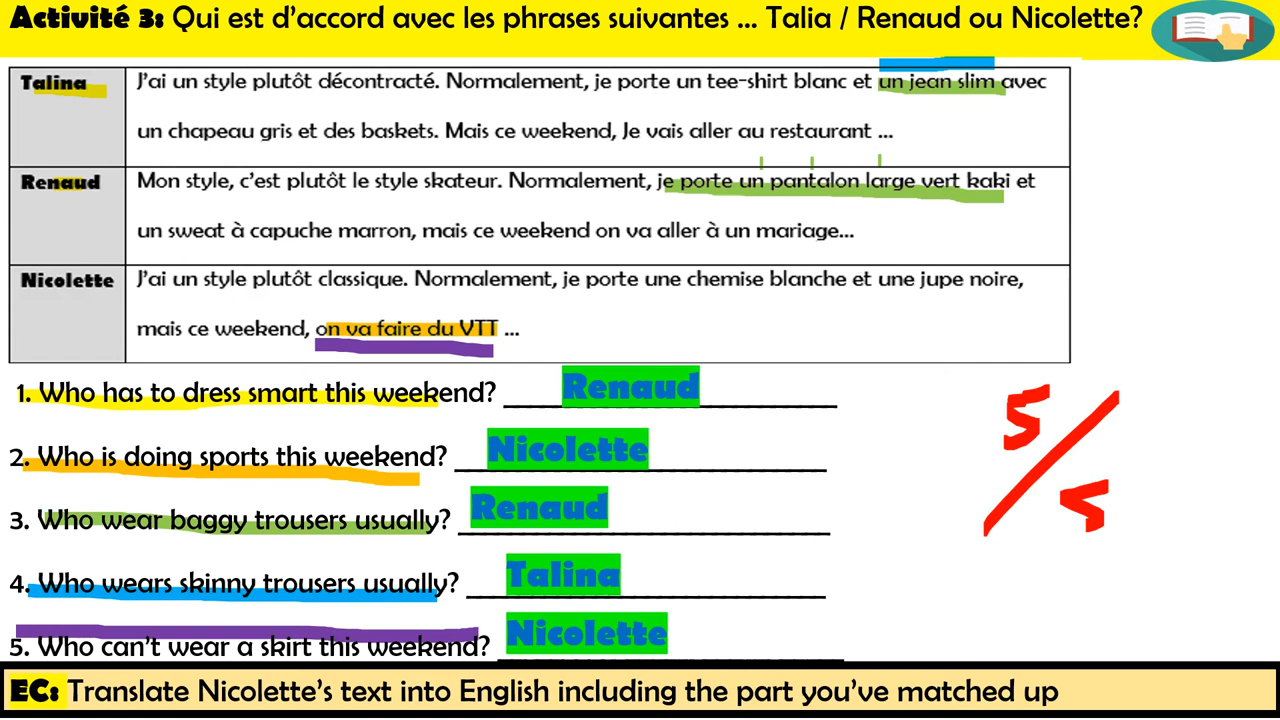 Activité 3: Qui est d'accord avec les phrases suivantes ... Talia / Renaud ou Nicolette?
Talina
J'ai un style plutôt décontracté. Normalement, je porte un tee-shirt blanc et un jean slim avec
un chapeau gris et des baskets. Mais ce weekend, Je vais aller au restaurant ...
Renaud
Mon style, c'est plutôt le style skateur. Normalement, je porte un pantalon large vert kaki et
un sweat à capuche marron, mais ce weekend on va aller à un mariage...
Nicolette
J'ai un style plutôt classique. Normalement, je porte une chemise blanche et une jupe noire,
mais ce weekend, on va faire du VTT ...
1. Who has to dress smart this weekend? Renaud
2. Who is doing sports this weekend? Nicolette
3. Who wear baggy trousers usually? Renaud
4. Who wears skinny trousers usually? Talina
5. Who can't wear a skirt this weekend? Nicolette
5/5
EC: Translate Nicolette's text into English including the part you've matched up